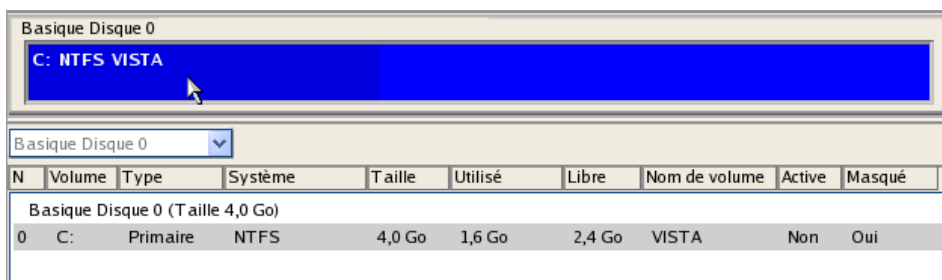 Basique Disque 0
C: NTFS VISTA
Basique Disque 0
N Volume Type Système Taille Utilisé Libre Nom de volume Active Masqué
Basique Disque 0 (Taille 4,0 Go)
0 C: Primaire NTFS 4,0 Go 1,6 Go 2,4 Go VISTA Non Oui